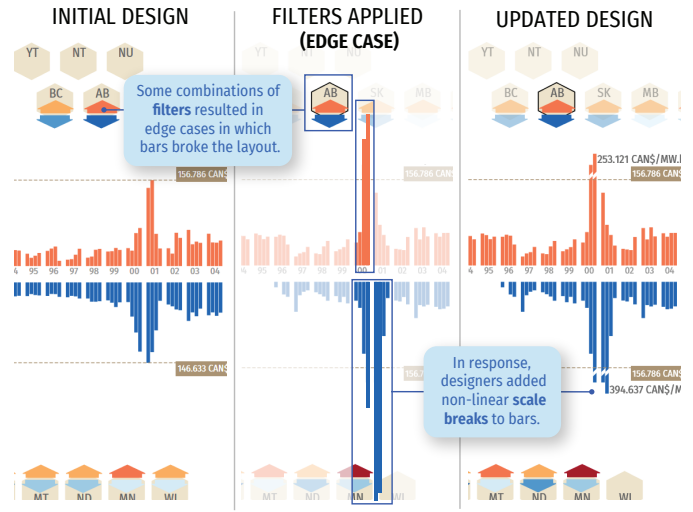 INITIAL DESIGN
YT NT NU
BC AB
Some combinations of
filters resulted in
edge cases in which
bars broke the layout.
156.786 CAN$
4 95 96 97 98 99 00 01 02 03 04
146.633 CAN$
MT ND MN WI
FILTERS APPLIED
(EDGE CASE)
YT NT NU
AB SK MB
156.786 CAN$
95 96 97 98 99 00 01 02 03 04
MT ND MN WI
In response,
designers added
non-linear scale
breaks to bars.
UPDATED DESIGN
YT NT NU
BC AB SK MB
253.121 CAN$/MW.
156.786 CAN$
4 95 96 97 98 99 00 01 02 03 04
156.786 CAN$
394.637 CAN$/M
MT ND MN WI